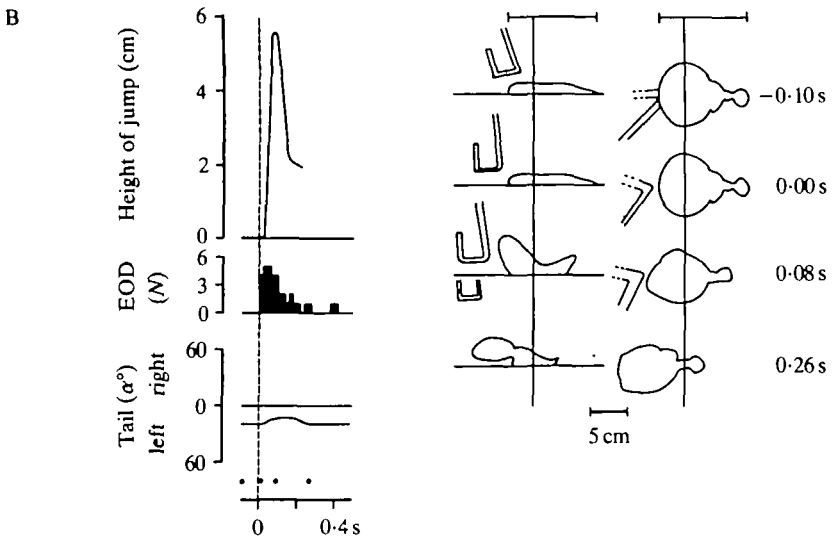 B
Height of jump (cm)
6
4
2
0
EOD
(N)
6
3
0
Tail (α°)
left right
60
0
60
0
0·4 s
−0·10 s
0·00 s
0·08 s
0·26 s
5 cm